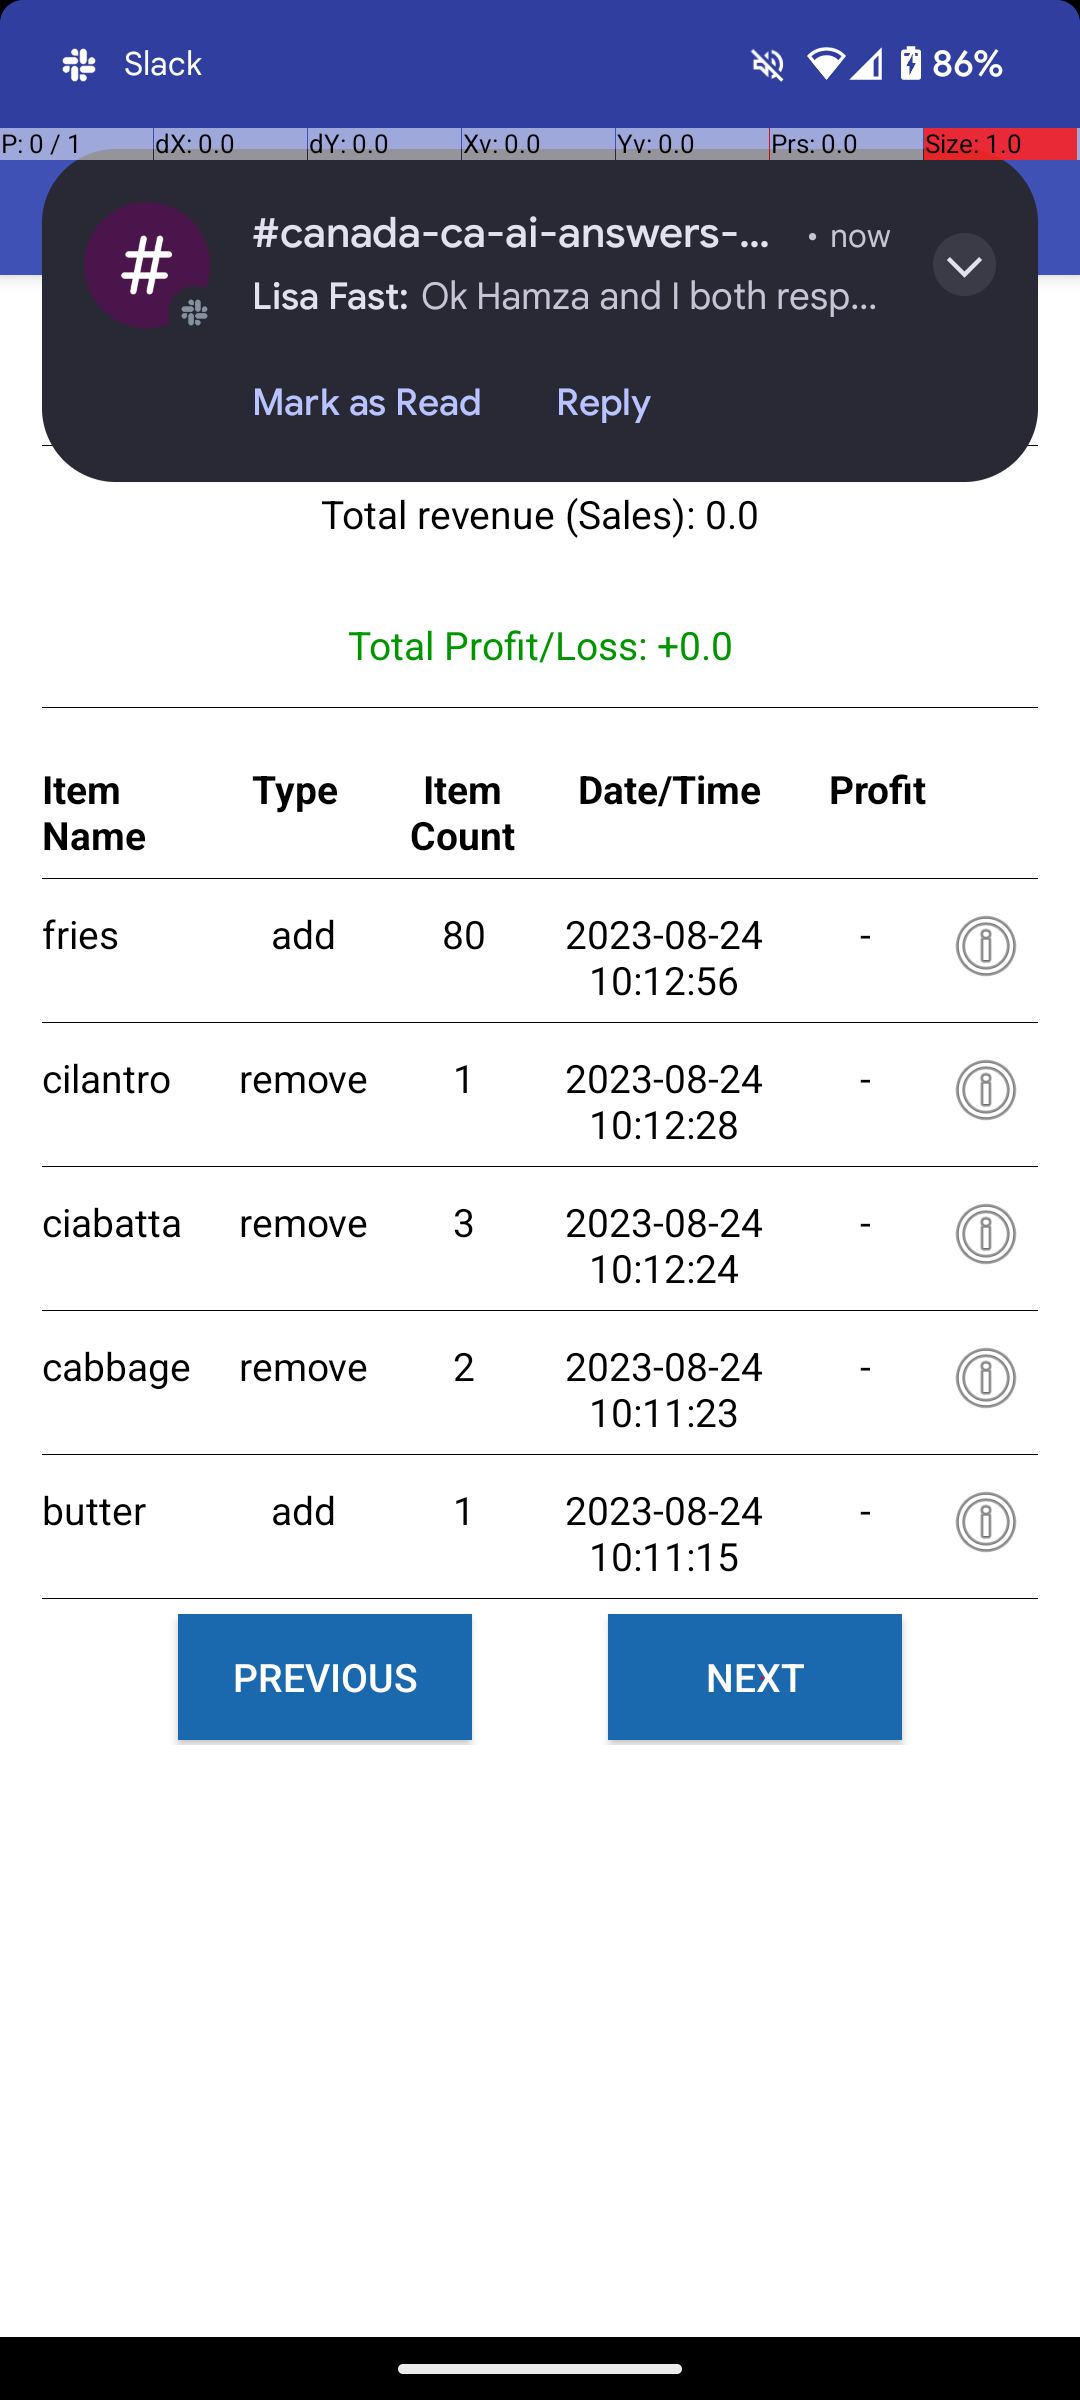 Slack 86%
P: 0 / 1 dX: 0.0 dY: 0.0 Xv: 0.0 Yv: 0.0 Prs: 0.0 Size: 1.0
#canada-ca-ai-answers-... • now
Lisa Fast: Ok Hamza and I both resp...
Mark as Read Reply
Total revenue (Sales): 0.0
Total Profit/Loss: +0.0
Item Type Item Date/Time Profit
Name Count
fries add 80 2023-08-24 -
10:12:56
cilantro remove 1 2023-08-24 -
10:12:28
ciabatta remove 3 2023-08-24 -
10:12:24
cabbage remove 2 2023-08-24 -
10:11:23
butter add 1 2023-08-24 -
10:11:15
PREVIOUS NEXT